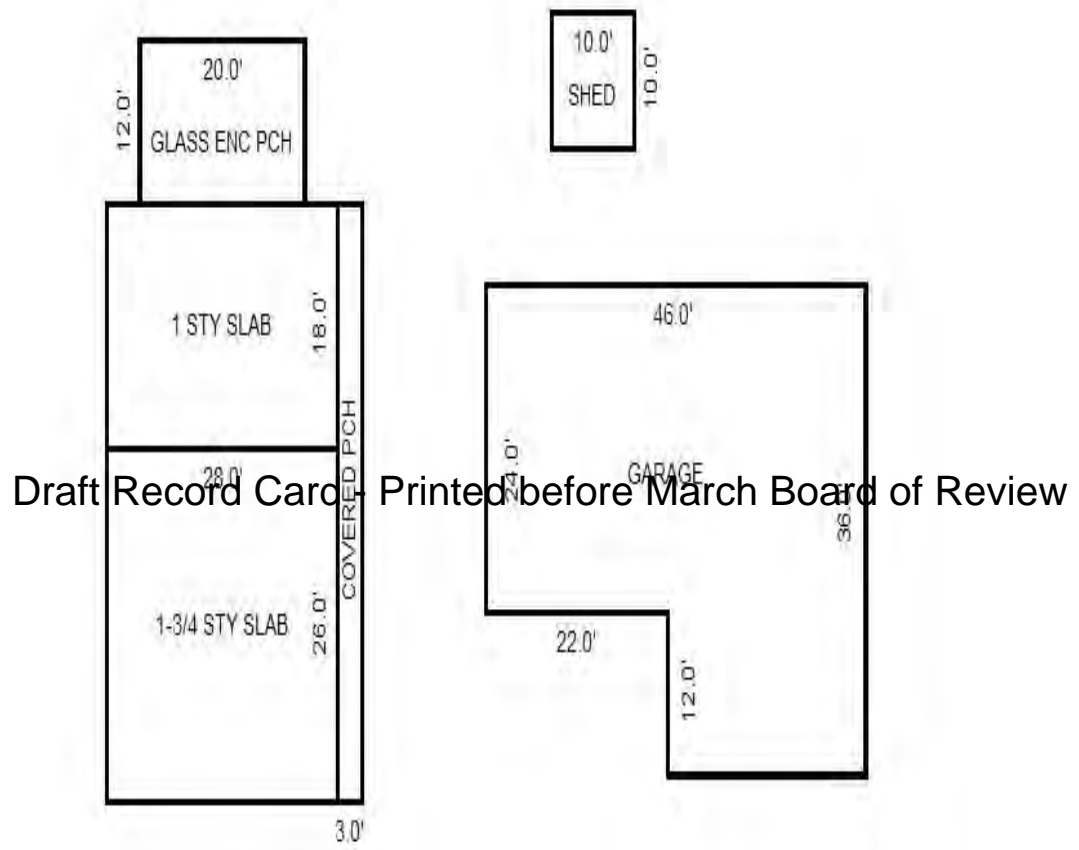 20.0'
12.0'
GLASS ENC PCH
10.0'
SHED
10.0'
1 STY SLAB
18.0'
COVERED PCH
28.0'
1-3/4 STY SLAB
26.0'
3.0'
46.0'
24.0'
GARAGE
36.0'
22.0'
12.0'
Draft Record Card - Printed before March Board of Review